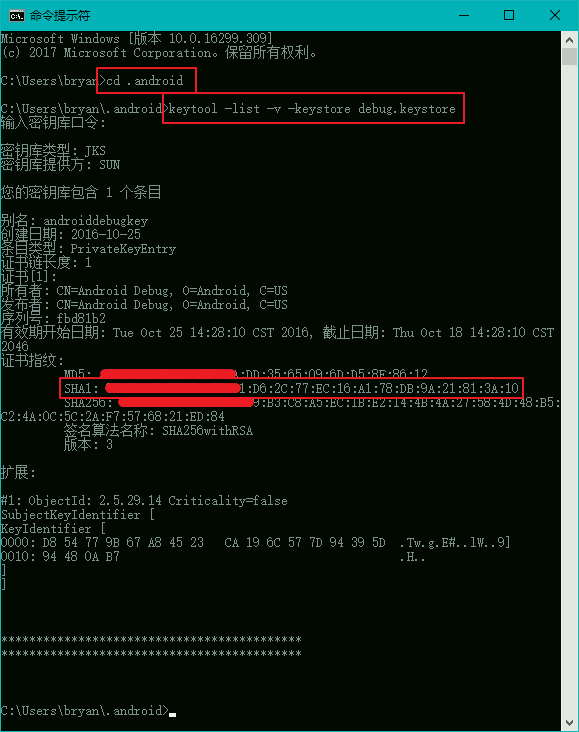 命令提示符
Microsoft Windows [版本 10.0.16299.309]
(c) 2017 Microsoft Corporation。保留所有权利。
C:\Users\bryan>cd .android
C:\Users\bryan\.android>keytool -list -v -keystore debug.keystore
输入密钥库口令:
密钥库类型: JKS
密钥库提供方: SUN
您的密钥库包含 1 个条目
别名: androiddebugkey
创建日期: 2016-10-25
条目类型: PrivateKeyEntry
证书链长度: 1
证书[1]:
所有者: CN=Android Debug, O=Android, C=US
发布者: CN=Android Debug, O=Android, C=US
序列号: fbd81b2
有效期开始日期: Tue Oct 25 14:28:10 CST 2016, 截止日期: Thu Oct 18 14:28:10 CST
2046
证书指纹:
MD5: A:DD:35:65:09:6D:D5:8E:86:12
SHA1: 1:D6:2C:77:EC:16:A1:78:DB:9A:21:81:3A:10
SHA256: 9:B3:C8:A5:EC:1B:E2:14:4B:4A:27:58:4D:48:B5:
C2:4A:0C:5C:2A:F7:57:68:21:ED:84
签名算法名称: SHA256withRSA
版本: 3
扩展:
#1: ObjectId: 2.5.29.14 Criticality=false
SubjectKeyIdentifier [
KeyIdentifier [
0000: D8 54 77 9B 67 A8 45 23 CA 19 6C 57 7D 94 39 5D .Tw.g.E#..lW..9]
0010: 94 48 0A B7 .H..
]
]
*******************************************
*******************************************
C:\Users\bryan\.android>